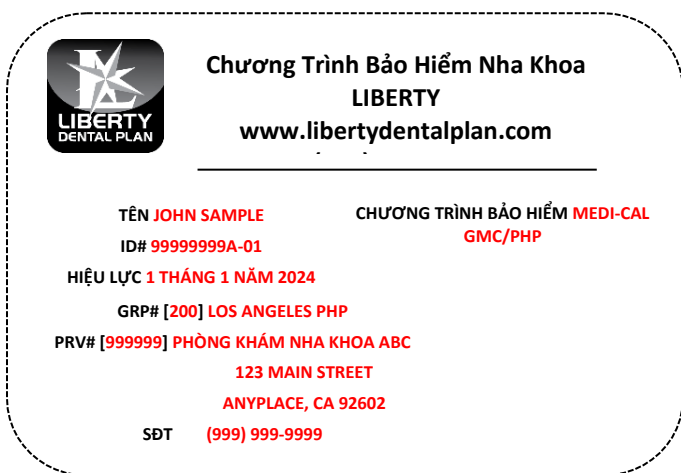 LIBERTY
DENTAL PLAN
Chương Trình Bảo Hiểm Nha Khoa
LIBERTY
www.libertydentalplan.com
TÊN JOHN SAMPLE
CHƯƠNG TRÌNH BẢO HIỂM MEDI-CAL
GMC/PHP
ID# 99999999A-01
HIỆU LỰC 1 THÁNG 1 NĂM 2024
GRP# [200] LOS ANGELES PHP
PRV# [999999] PHÒNG KHÁM NHA KHOA ABC
123 MAIN STREET
ANYPLACE, CA 92602
SĐT (999) 999-9999